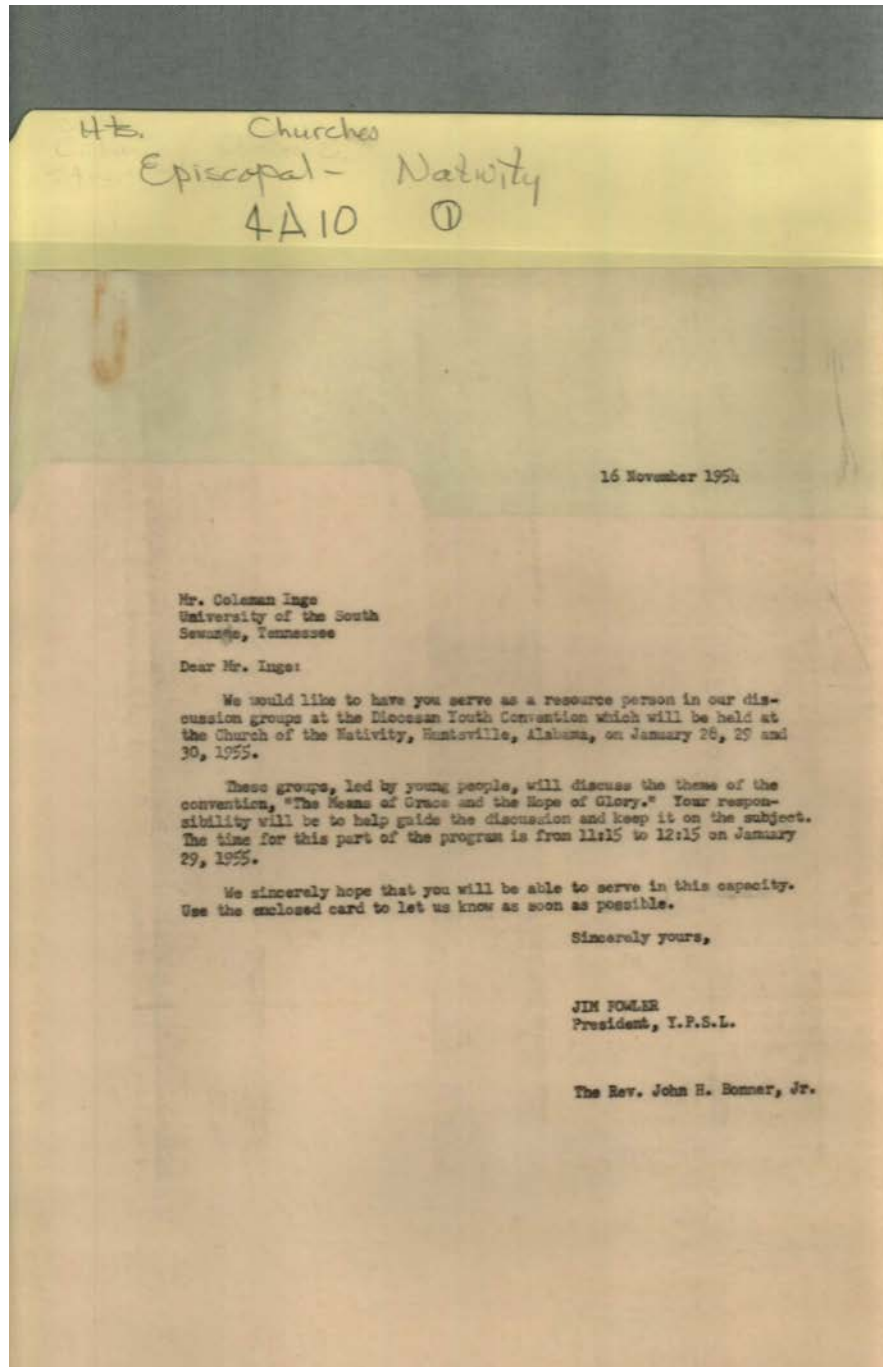 Hts. Churches
Episcopal - Nativity
4A10 ①
16 November 1954
Mr. Coleman Inge
University of the South
Sewanee, Tennessee
Dear Mr. Inge:
We would like to have you serve as a resource person in our dis-
cussion groups at the Diocesan Youth Convention which will be held at
the Church of the Nativity, Huntsville, Alabama, on January 28, 29 and
30, 1955.
These groups, led by young people, will discuss the theme of the
convention, "The Means of Grace and the Hope of Glory." Your respon-
sibility will be to help guide the discussion and keep it on the subject.
The time for this part of the program is from 11:15 to 12:15 on January
29, 1955.
We sincerely hope that you will be able to serve in this capacity.
Use the enclosed card to let us know as soon as possible.
Sincerely yours,
JIM FOWLER
President, Y.P.S.L.
The Rev. John H. Bonner, Jr.